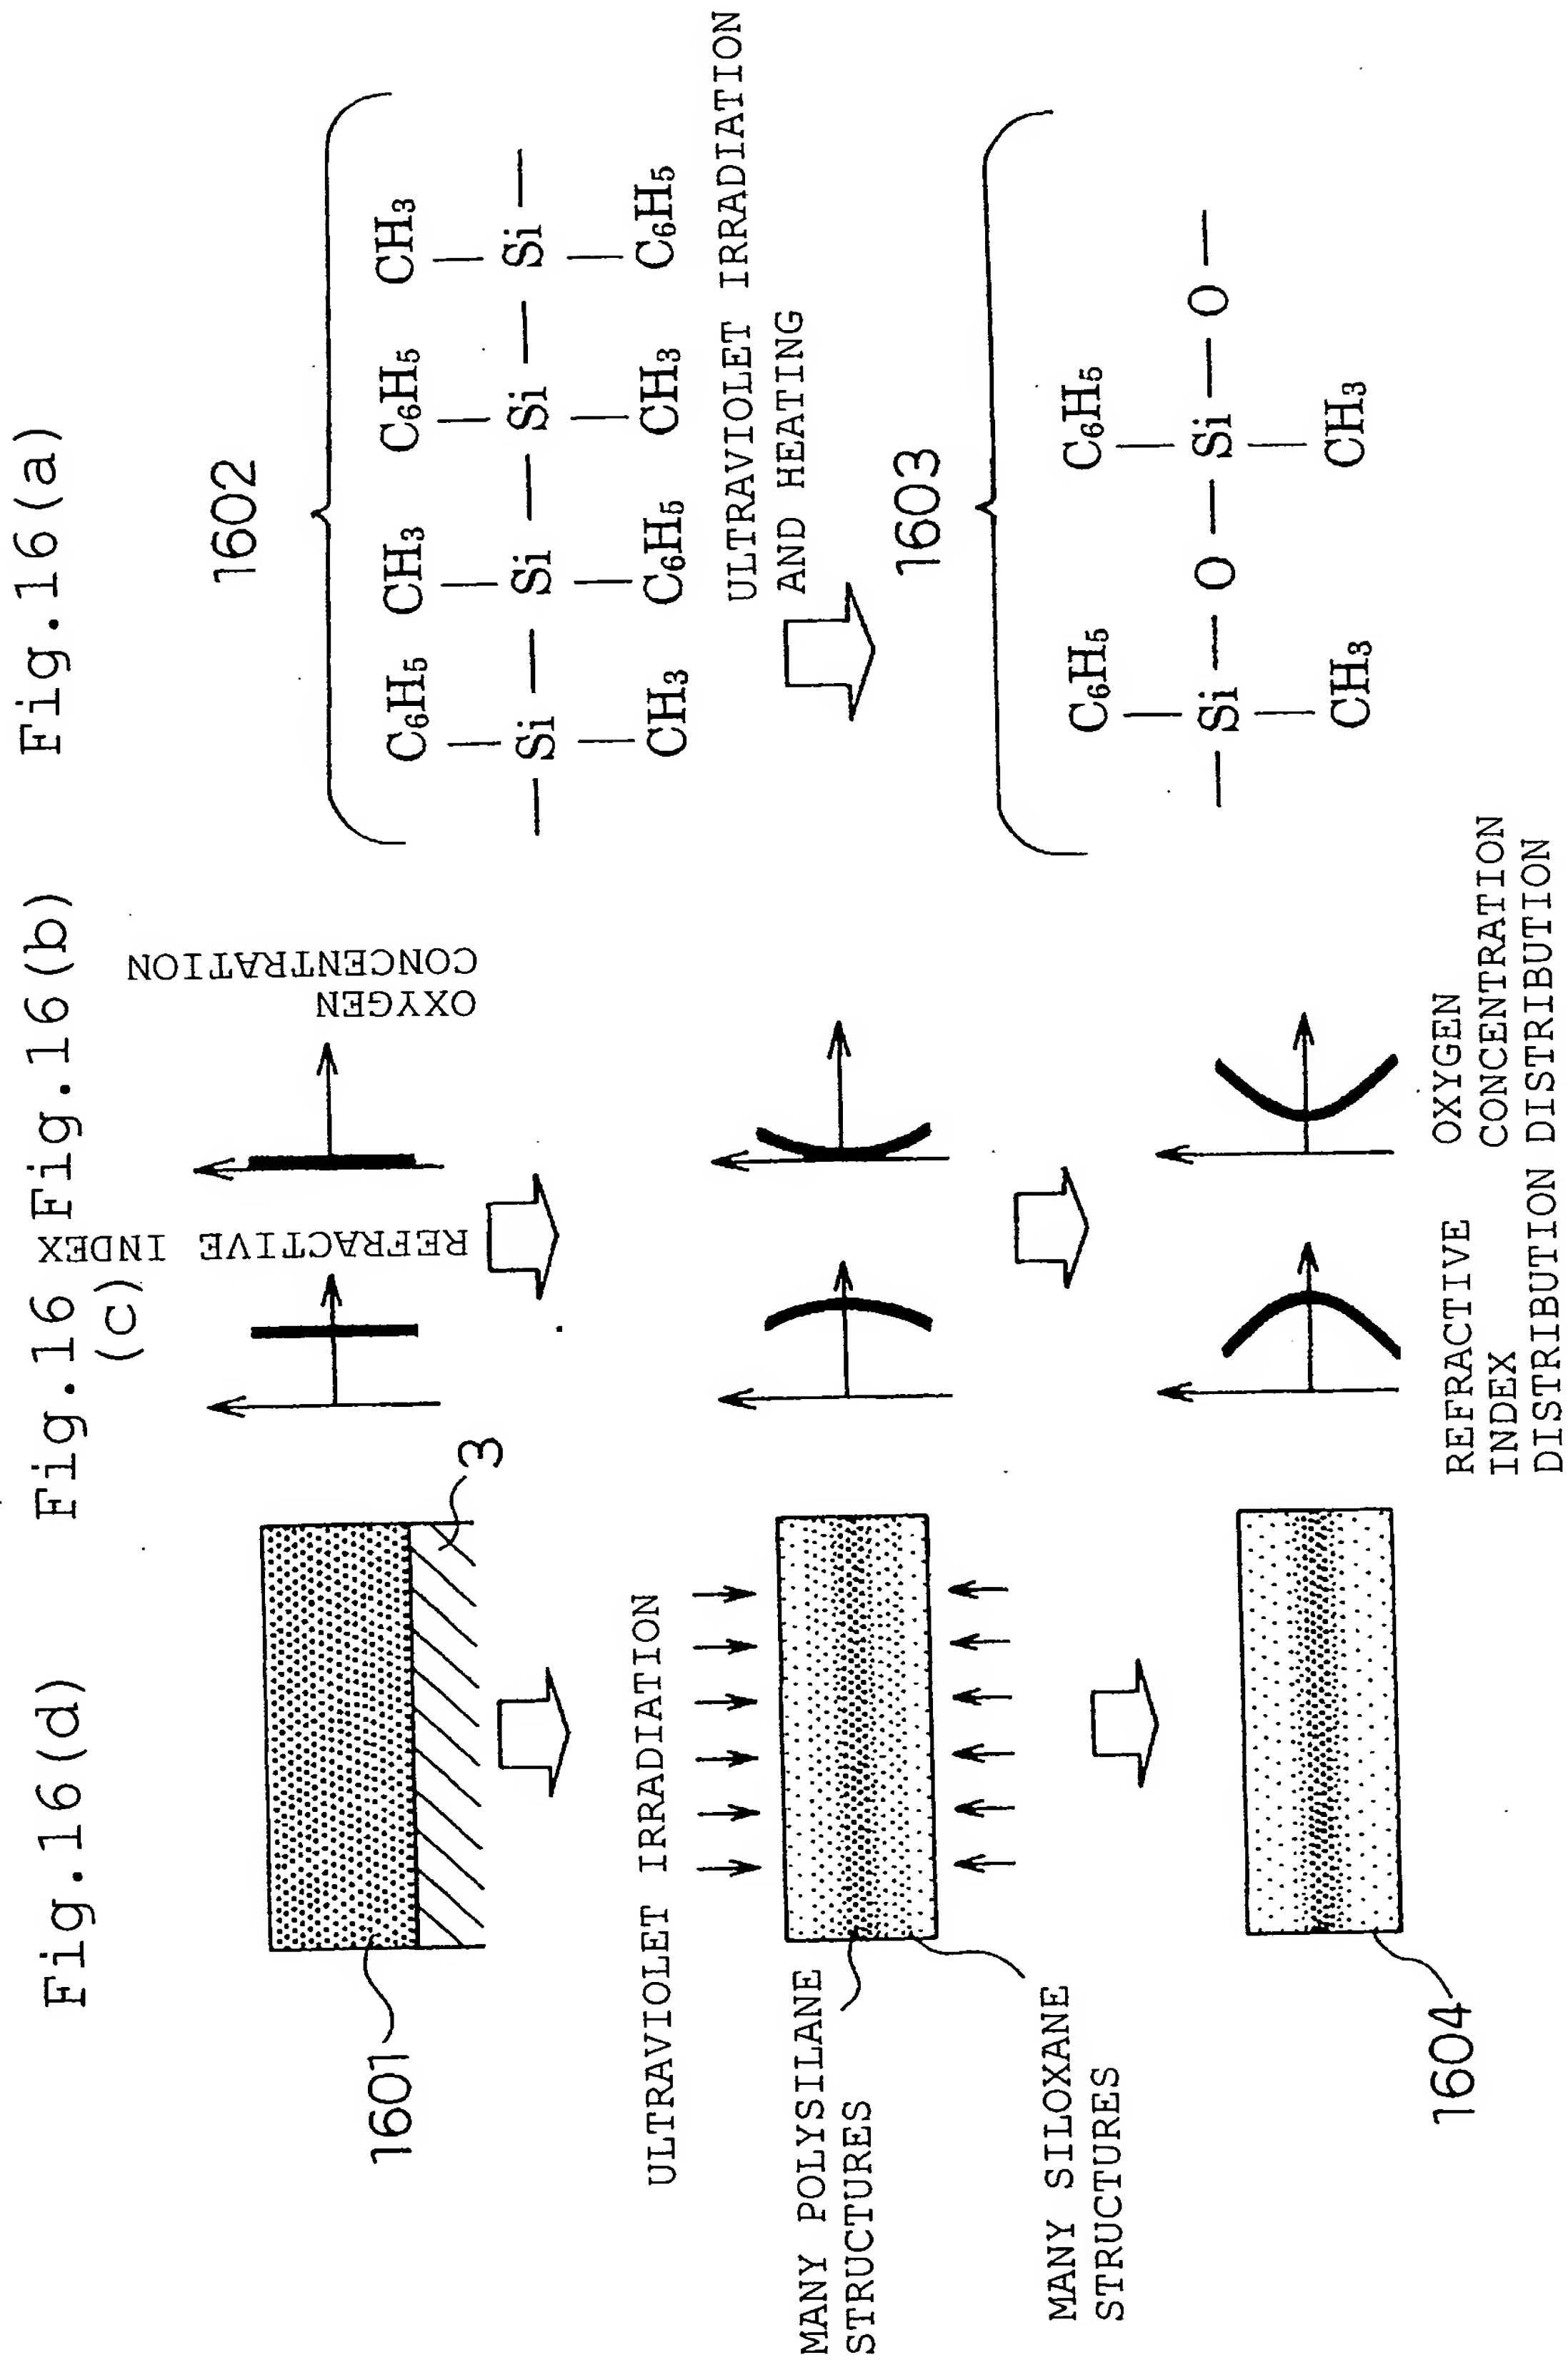 Fig.16(d)
Fig.16
(c)
Fig.16(b)
Fig.16(a)
1601
3
ULTRAVIOLET IRRADIATION
MANY POLYSILANE
STRUCTURES
MANY SILOXANE
STRUCTURES
1604
REFRACTIVE INDEX
OXYGEN
CONCENTRATION
REFRACTIVE
INDEX
DISTRIBUTION
OXYGEN
CONCENTRATION
DISTRIBUTION
1602
C6H5 CH3 C6H5 CH3
— Si — Si — Si — Si —
CH3 C6H5 CH3 C6H5
ULTRAVIOLET IRRADIATION
AND HEATING
1603
C6H5 C6H5
— Si — O — Si — O —
CH3 CH3